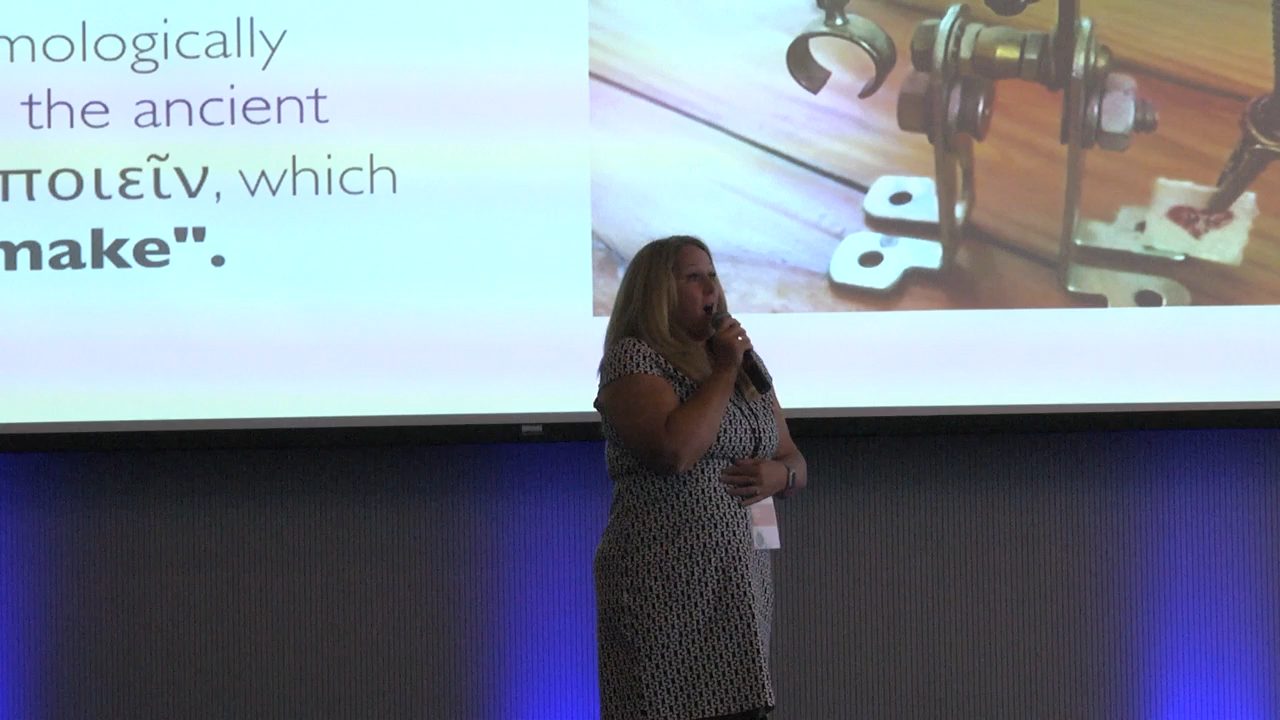 mologically
the ancient
ποιεῖν, which
make".